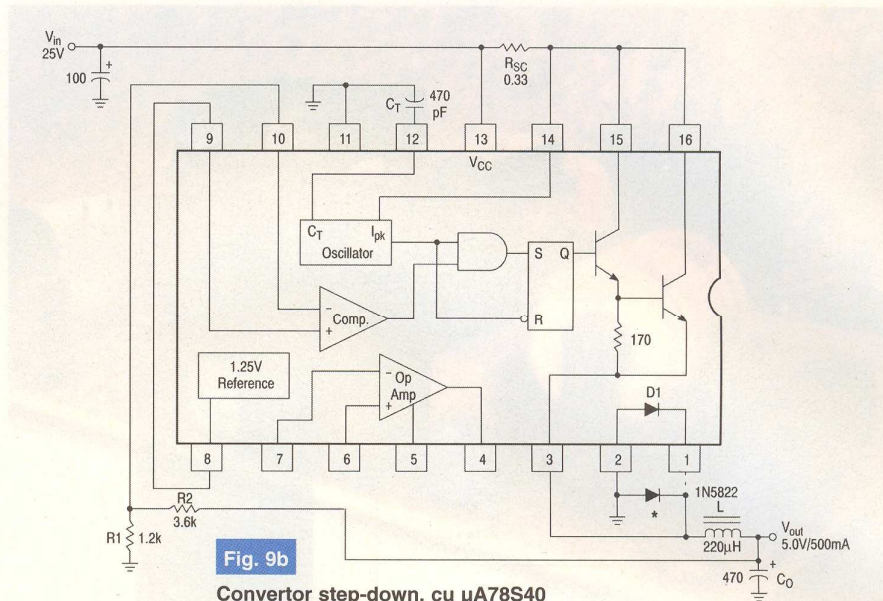 Vin
25V
100
+
CT
470
pF
RSC
0.33
9
10
11
12
13
14
15
16
VCC
CT
Ipk
Oscillator
S
Q
R
−
Comp.
+
170
1.25V
Reference
−
Op
Amp
+
D1
8
7
6
5
4
3
2
1
1N5822
*
L
220µH
Vout
5.0V/500mA
R2
3.6k
R1
1.2k
+
470
CO
Fig. 9b
Convertor step-down, cu µA78S40